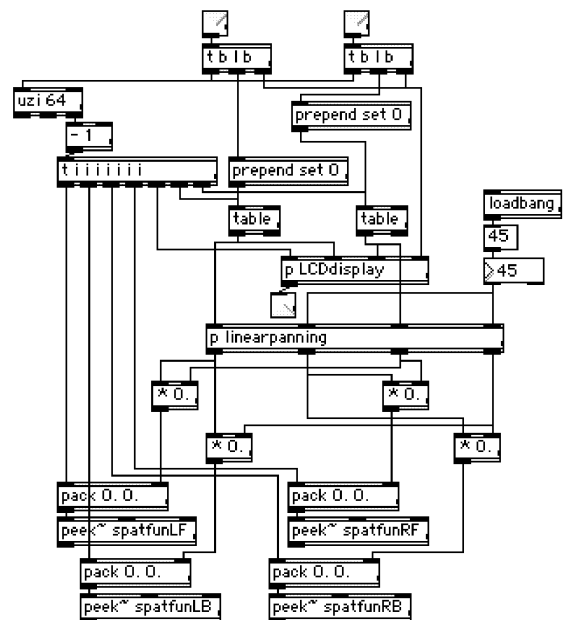 t b l b
t b l b
uzi 64
prepend set 0
- 1
t i i i i i i i
prepend set 0
table
table
loadbang
45
p LCDdisplay
45
p linearpanning
* 0.
* 0.
* 0.
* 0.
pack 0. 0.
pack 0. 0.
peek~ spatfunLF
peek~ spatfunRF
pack 0. 0.
pack 0. 0.
peek~ spatfunLB
peek~ spatfunRB